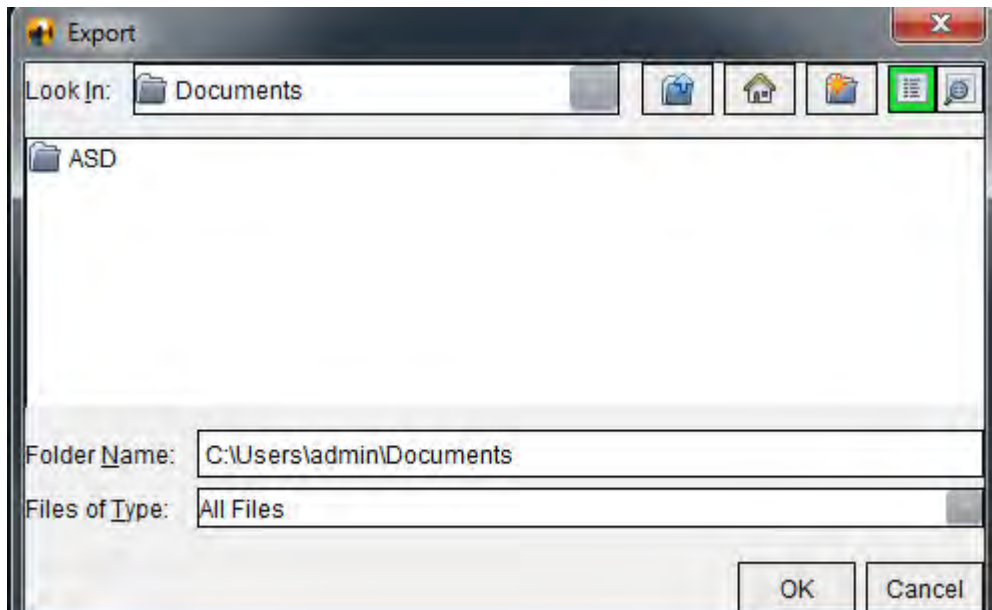 Export
Look In: Documents
ASD
Folder Name: C:\Users\admin\Documents
Files of Type: All Files
OK Cancel